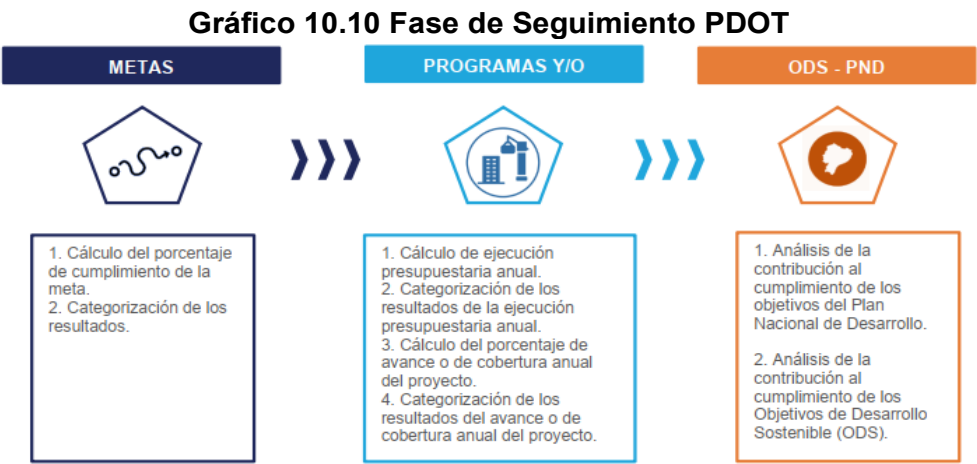 Gráfico 10.10 Fase de Seguimiento PDOT
METAS
PROGRAMAS Y/O
ODS - PND
1. Cálculo del porcentaje
de cumplimiento de la
meta.
2. Categorización de los
resultados.
1. Cálculo de ejecución
presupuestaria anual.
2. Categorización de los
resultados de la ejecución
presupuestaria anual.
3. Cálculo del porcentaje de
avance o de cobertura anual
del proyecto.
4. Categorización de los
resultados del avance o de
cobertura anual del proyecto.
1. Análisis de la
contribución al
cumplimiento de los
objetivos del Plan
Nacional de Desarrollo.
2. Análisis de la
contribución al
cumplimiento de los
Objetivos de Desarrollo
Sostenible (ODS).